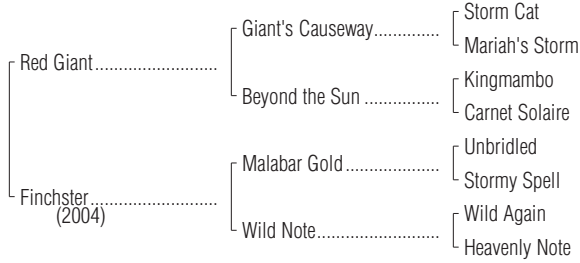 Storm Cat
Giant's Causeway..............
Mariah's Storm
Red Giant..........................
Kingmambo
Beyond the Sun ................
Carnet Solaire
Unbridled
Malabar Gold....................
Stormy Spell
Finchster...........................
(2004)
Wild Again
Wild Note..........................
Heavenly Note